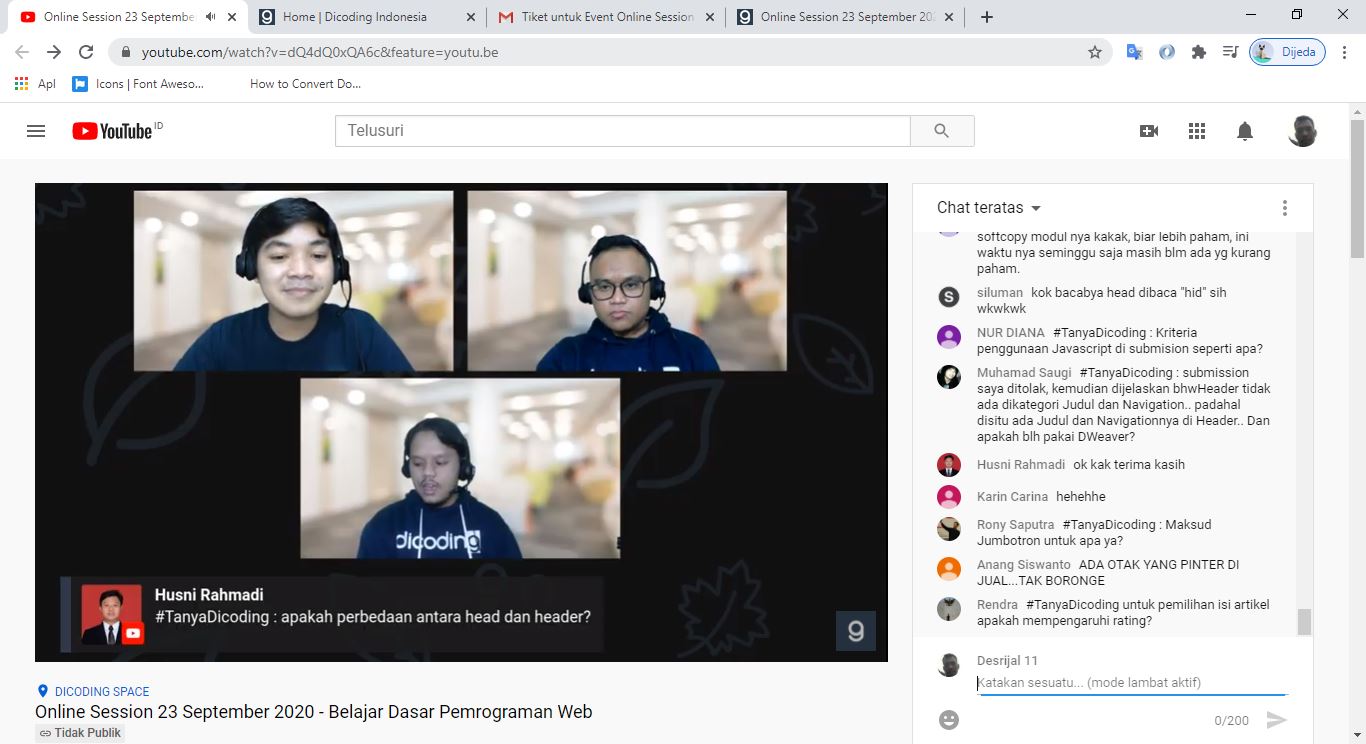 Online Session 23 Septembe
Home | Dicoding Indonesia
Tiket untuk Event Online Session
Online Session 23 September 202
youtube.com/watch?v=dQ4dQ0xQA6c&feature=youtu.be
Dijeda
Apl
Icons | Font Aweso...
How to Convert Do...
YouTube ID
Telusuri
Chat teratas
softcopy modul nya kakak, biar lebih paham, ini
waktu nya seminggu saja masih blm ada yg kurang
paham.
S
siluman kok bacabya head dibaca "hid" sih
wkwkwk
NUR DIANA #TanyaDicoding : Kriteria
penggunaan Javascript di submision seperti apa?
Muhamad Saugi #TanyaDicoding : submission
saya ditolak, kemudian dijelaskan bhwHeader tidak
ada dikategori Judul dan Navigation.. padahal
disitu ada Judul dan Navigationnya di Header.. Dan
apakah blh pakai DWeaver?
Husni Rahmadi ok kak terima kasih
Karin Carina hehehhe
Rony Saputra #TanyaDicoding : Maksud
Jumbotron untuk apa ya?
Anang Siswanto ADA OTAK YANG PINTER DI
JUAL...TAK BORONGE
Rendra #TanyaDicoding untuk pemilihan isi artikel
apakah mempengaruhi rating?
Desrijal 11
Katakan sesuatu... (mode lambat aktif)
0/200
dicoding
Husni Rahmadi
#TanyaDicoding : apakah perbedaan antara head dan header?
g
DICODING SPACE
Online Session 23 September 2020 - Belajar Dasar Pemrograman Web
Tidak Publik